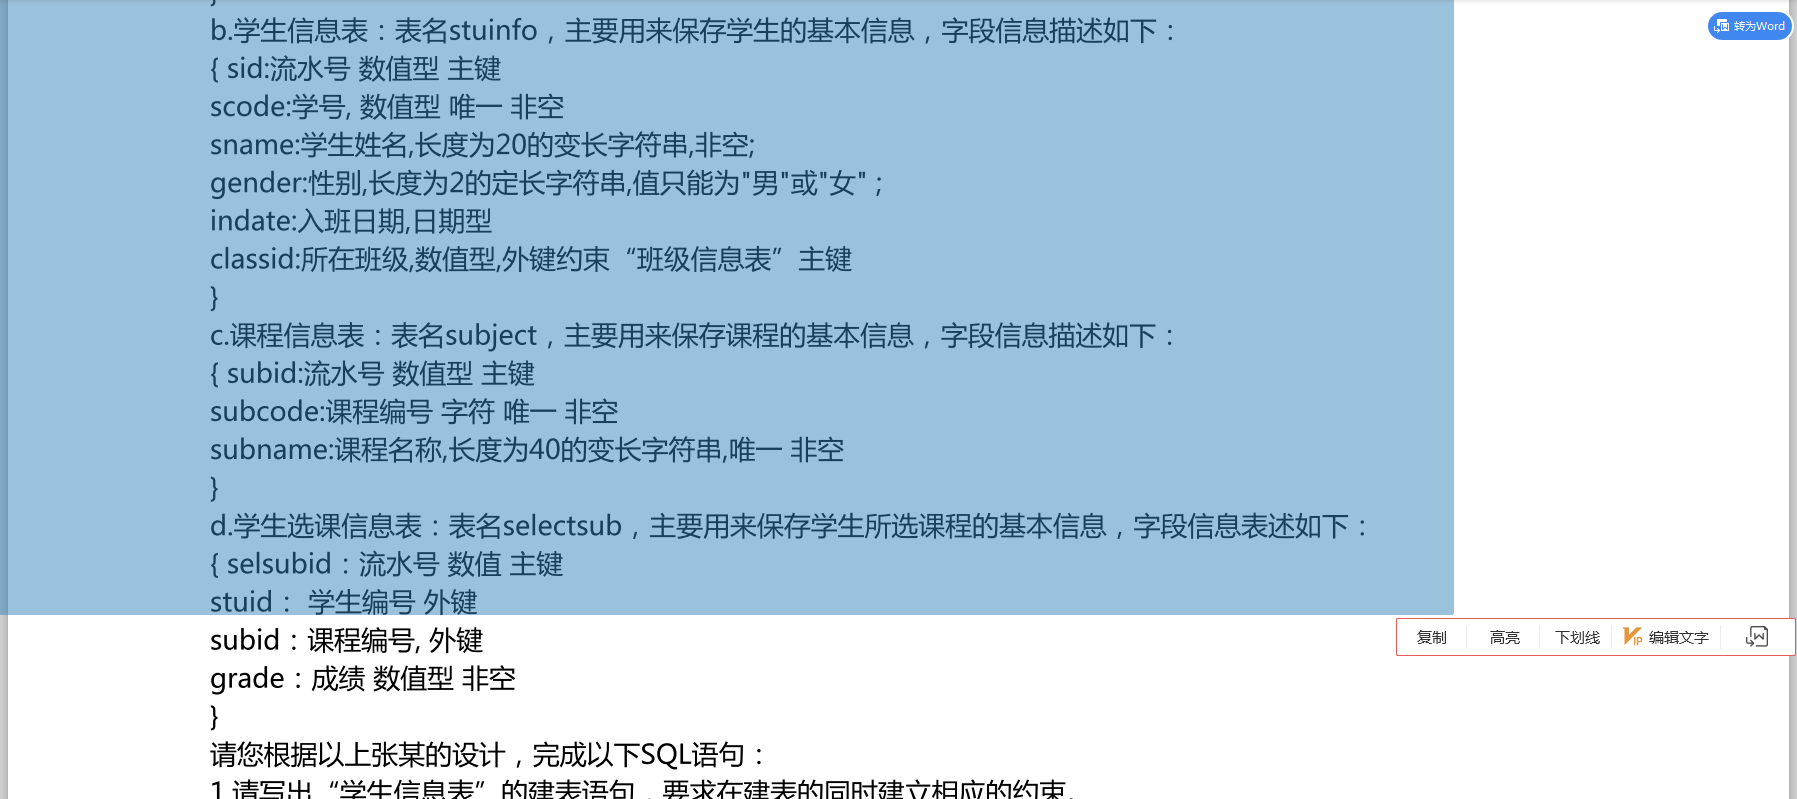 }
b.学生信息表：表名stuinfo，主要用来保存学生的基本信息，字段信息描述如下：
{ sid:流水号 数值型 主键
scode:学号, 数值型 唯一 非空
sname:学生姓名,长度为20的变长字符串,非空;
gender:性别,长度为2的定长字符串,值只能为"男"或"女"；
indate:入班日期,日期型
classid:所在班级,数值型,外键约束“班级信息表”主键
}
c.课程信息表：表名subject，主要用来保存课程的基本信息，字段信息描述如下：
{ subid:流水号 数值型 主键
subcode:课程编号 字符 唯一 非空
subname:课程名称,长度为40的变长字符串,唯一 非空
}
d.学生选课信息表：表名selectsub，主要用来保存学生所选课程的基本信息，字段信息表述如下：
{ selsubid：流水号 数值 主键
stuid： 学生编号 外键
subid：课程编号, 外键
grade：成绩 数值型 非空
}
请您根据以上张某的设计，完成以下SQL语句：
1.请写出“学生信息表”的建表语句，要求在建表的同时建立相应的约束。
转为Word
复制 高亮 下划线 VIP 编辑文字